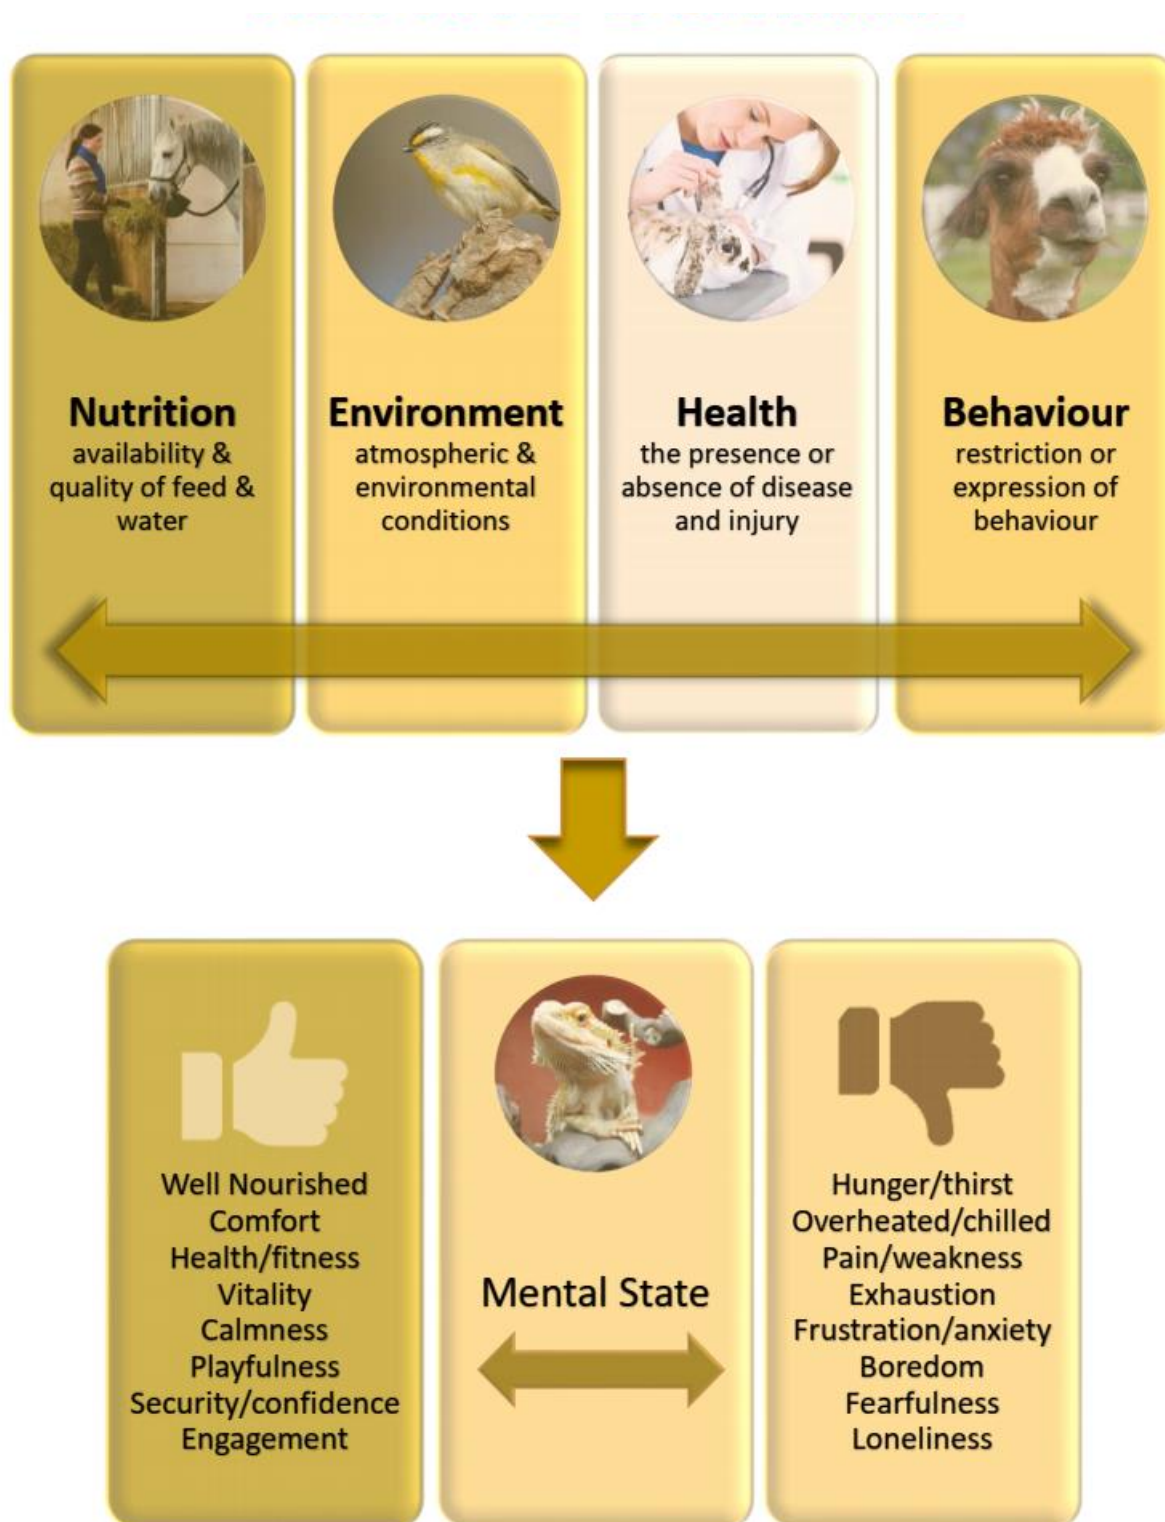 Nutrition
availability &
quality of feed &
water
Environment
atmospheric &
environmental
conditions
Health
the presence or
absence of disease
and injury
Behaviour
restriction or
expression of
behaviour
Well Nourished
Comfort
Health/fitness
Vitality
Calmness
Playfulness
Security/confidence
Engagement
Mental State
Hunger/thirst
Overheated/chilled
Pain/weakness
Exhaustion
Frustration/anxiety
Boredom
Fearfulness
Loneliness